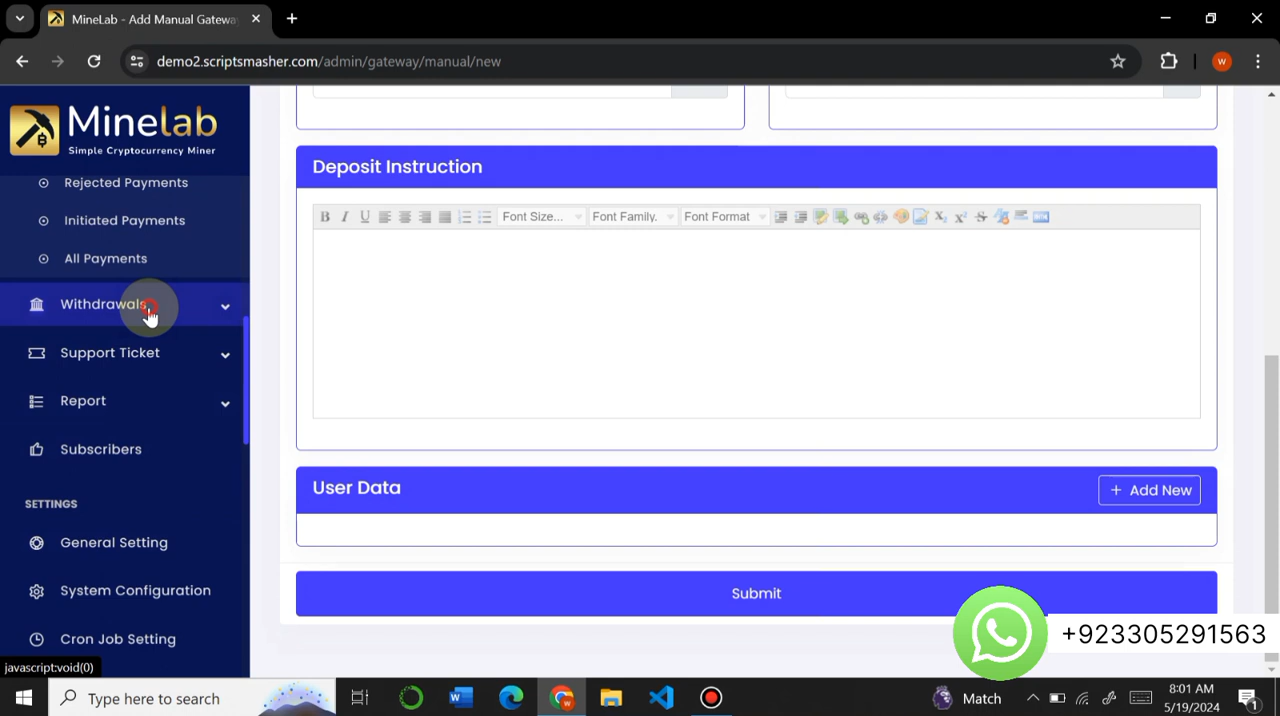 MineLab - Add Manual Gateway
demo2.scriptsmasher.com/admin/gateway/manual/new
W
Minelab
Simple Cryptocurrency Miner
Rejected Payments
Initiated Payments
All Payments
Withdrawals
Support Ticket
Report
Subscribers
SETTINGS
General Setting
System Configuration
Cron Job Setting
javascript:void(0)
Deposit Instruction
B I U Font Size... Font Family. Font Format
User Data
+ Add New
Submit
+923305291563
Type here to search
Match
8:01 AM
5/19/2024
1